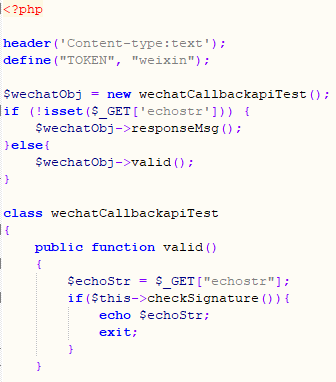 <?php
header('Content-type:text');
define("TOKEN", "weixin");
$wechatObj = new wechatCallbackapiTest();
if (!isset($_GET['echostr'])) {
    $wechatObj->responseMsg();
}else{
    $wechatObj->valid();
}
class wechatCallbackapiTest
{
    public function valid()
    {
        $echoStr = $_GET["echostr"];
        if($this->checkSignature()){
            echo $echoStr;
            exit;
        }
    }